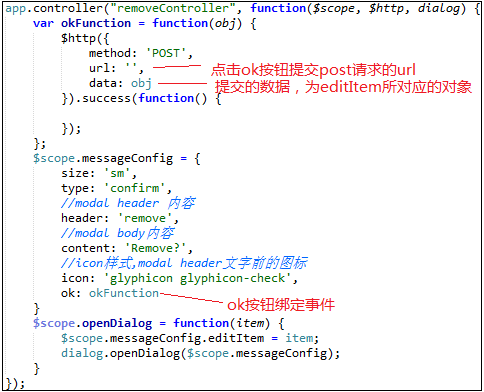 app.controller("removeController", function($scope, $http, dialog) {
var okFunction = function(obj) {
$http({
method: 'POST',
url: '', 点击ok按钮提交post请求的url
data: obj 提交的数据，为editItem所对应的对象
}).success(function() {
});
};
$scope.messageConfig = {
size: 'sm',
type: 'confirm',
//modal header 内容
header: 'remove',
//modal body内容
content: 'Remove?',
//icon样式,modal header文字前的图标
icon: 'glyphicon glyphicon-check',
ok: okFunction
ok按钮绑定事件
}
$scope.openDialog = function(item) {
$scope.messageConfig.editItem = item;
dialog.openDialog($scope.messageConfig);
}
});